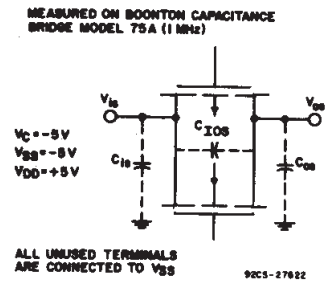 MEASURED ON BOONTON CAPACITANCE
BRIDGE MODEL 75A (1 MHz)
Vis
Vos
CIOS
VC=-5V
VSS=-5V
VDD=+5V
Cis
Cos
ALL UNUSED TERMINALS
ARE CONNECTED TO VSS
92CS-27622